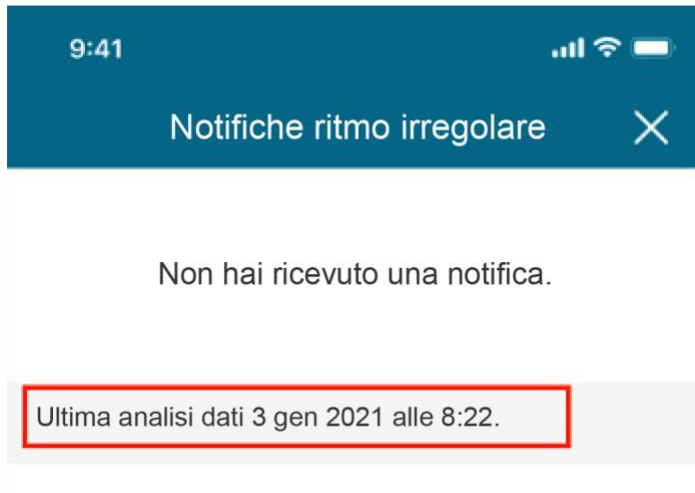 9:41
Notifiche ritmo irregolare
Non hai ricevuto una notifica.
Ultima analisi dati 3 gen 2021 alle 8:22.